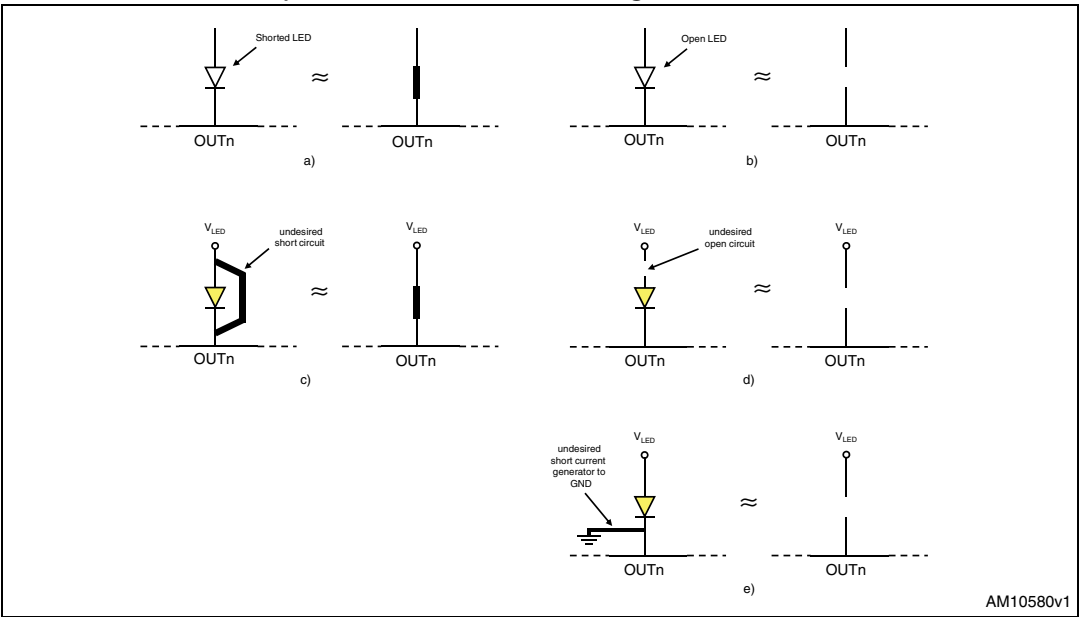 Shorted LED
≈
OUTn
OUTn
a)
Open LED
≈
OUTn
OUTn
b)
VLED
undesired
short circuit
≈
VLED
OUTn
OUTn
c)
VLED
undesired
open circuit
≈
VLED
OUTn
OUTn
d)
VLED
undesired
short current
generator to
GND
≈
VLED
OUTn
OUTn
e)
AM10580v1